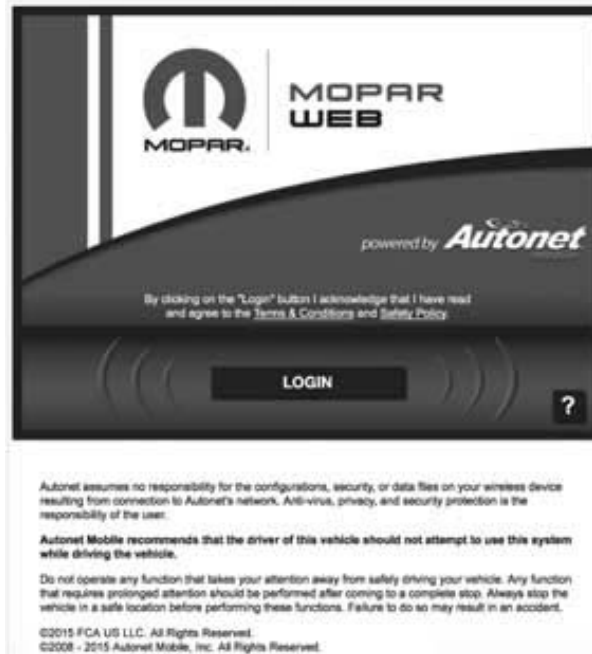 MOPAR
WEB
MOPAR
powered by Autonet
By clicking on the "Login" button I acknowledge that I have read
and agree to the Terms & Conditions and Safety Policy.
LOGIN
?
Autonet assumes no responsibility for the configurations, security, or data files on your wireless device
resulting from connection to Autonet's network. Anti-virus, privacy, and security protection is the
responsibility of the user.
Autonet Mobile recommends that the driver of this vehicle should not attempt to use this system
while driving the vehicle.
Do not operate any function that takes your attention away from safely driving your vehicle. Any function
that requires prolonged attention should be performed after coming to a complete stop. Always stop the
vehicle in a safe location before performing these functions. Failure to do so may result in an accident.
©2015 FCA US LLC. All Rights Reserved.
©2008 - 2015 Autonet Mobile, Inc. All Rights Reserved.